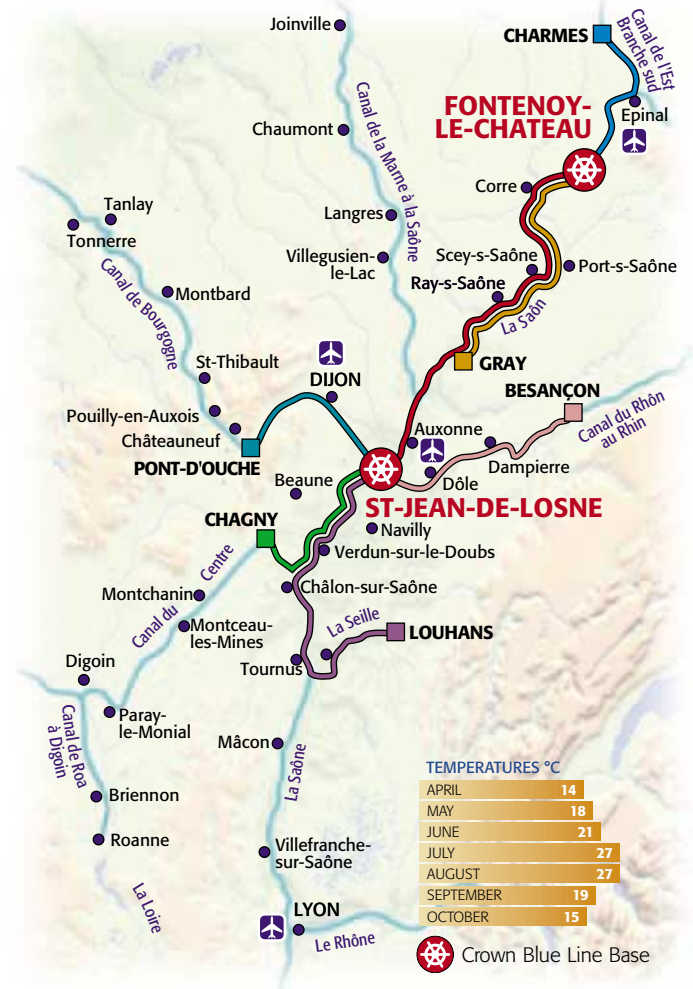 Joinville
CHARMES
Canal de l'Est
Branche sud
FONTENOY-
LE-CHATEAU
Epinal
Chaumont
Canal de la Marne à la Saône
Corre
Tanlay
Tonnerre
Langres
Villegusien-
le-Lac
Scey-s-Saône
Port-s-Saône
Ray-s-Saône
La Saôn
Canal de Bourgogne
Montbard
St-Thibault
DIJON
GRAY
BESANÇON
Canal du Rhôn
au Rhin
Pouilly-en-Auxois
Châteauneuf
PONT-D'OUCHE
Auxonne
Dampierre
Dôle
Beaune
ST-JEAN-DE-LOSNE
CHAGNY
Navilly
Verdun-sur-le-Doubs
Canal du Centre
Montchanin
Châlon-sur-Saône
Montceau-
les-Mines
La Seille
LOUHANS
Digoin
Tournus
Canal de Roa
à Digoin
Paray-
le-Monial
Mâcon
La Saône
Briennon
Roanne
Villefranche-
sur-Saône
La Loire
LYON
Le Rhône
TEMPERATURES °C
APRIL 14
MAY 18
JUNE 21
JULY 27
AUGUST 27
SEPTEMBER 19
OCTOBER 15
Crown Blue Line Base